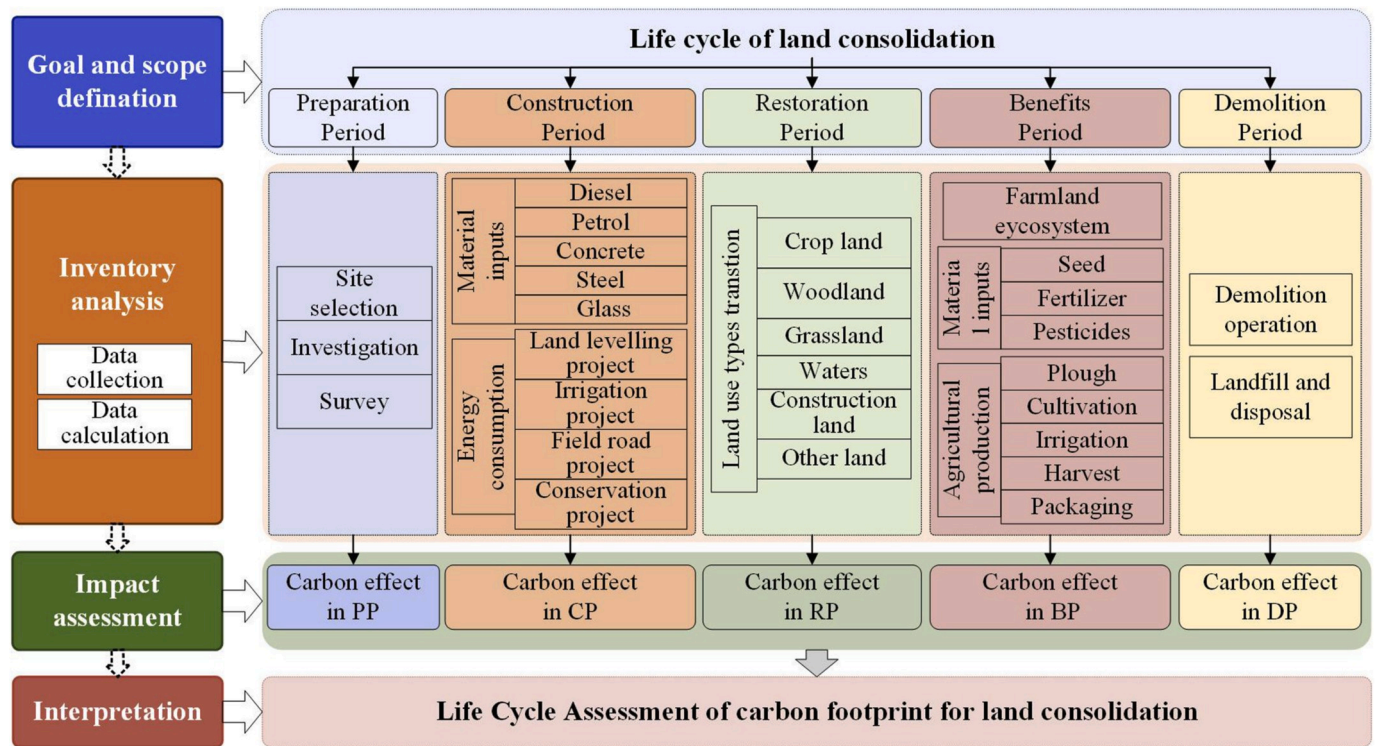 Goal and scope
defination
Life cycle of land consolidation
Preparation
Period
Construction
Period
Restoration
Period
Benefits
Period
Demolition
Period
Inventory
analysis
Data
collection
Data
calculation
Site
selection
Investigation
Survey
Material
inputs
Diesel
Petrol
Concrete
Steel
Glass
Energy
consumption
Land levelling
project
Irrigation
project
Field road
project
Conservation
project
Land use types transtion
Crop land
Woodland
Grassland
Waters
Construction
land
Other land
Farmland
eycosystem
Materia
l inputs
Seed
Fertilizer
Pesticides
Agricultural
production
Plough
Cultivation
Irrigation
Harvest
Packaging
Demolition
operation
Landfill and
disposal
Impact
assessment
Carbon effect
in PP
Carbon effect
in CP
Carbon effect
in RP
Carbon effect
in BP
Carbon effect
in DP
Interpretation
Life Cycle Assessment of carbon footprint for land consolidation